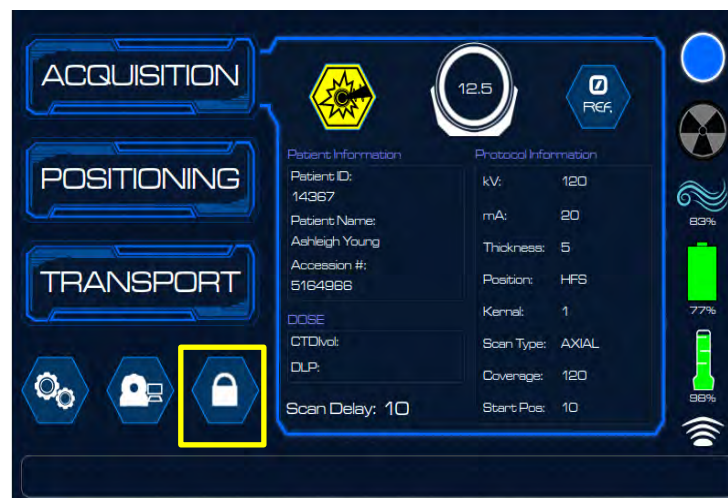 ACQUISITION
POSITIONING
TRANSPORT
12.5
0
REF.
Patient Information
Patient ID:
14367
Patient Name:
Ashleigh Young
Accession #:
5164966
DOSE
CTDIvol:
DLP:
Scan Delay: 10
Protocol Information
kV: 120
mA: 20
Thickness: 5
Position: HFS
Kernal: 1
Scan Type: AXIAL
Coverage: 120
Start Pos: 10
83%
77%
98%